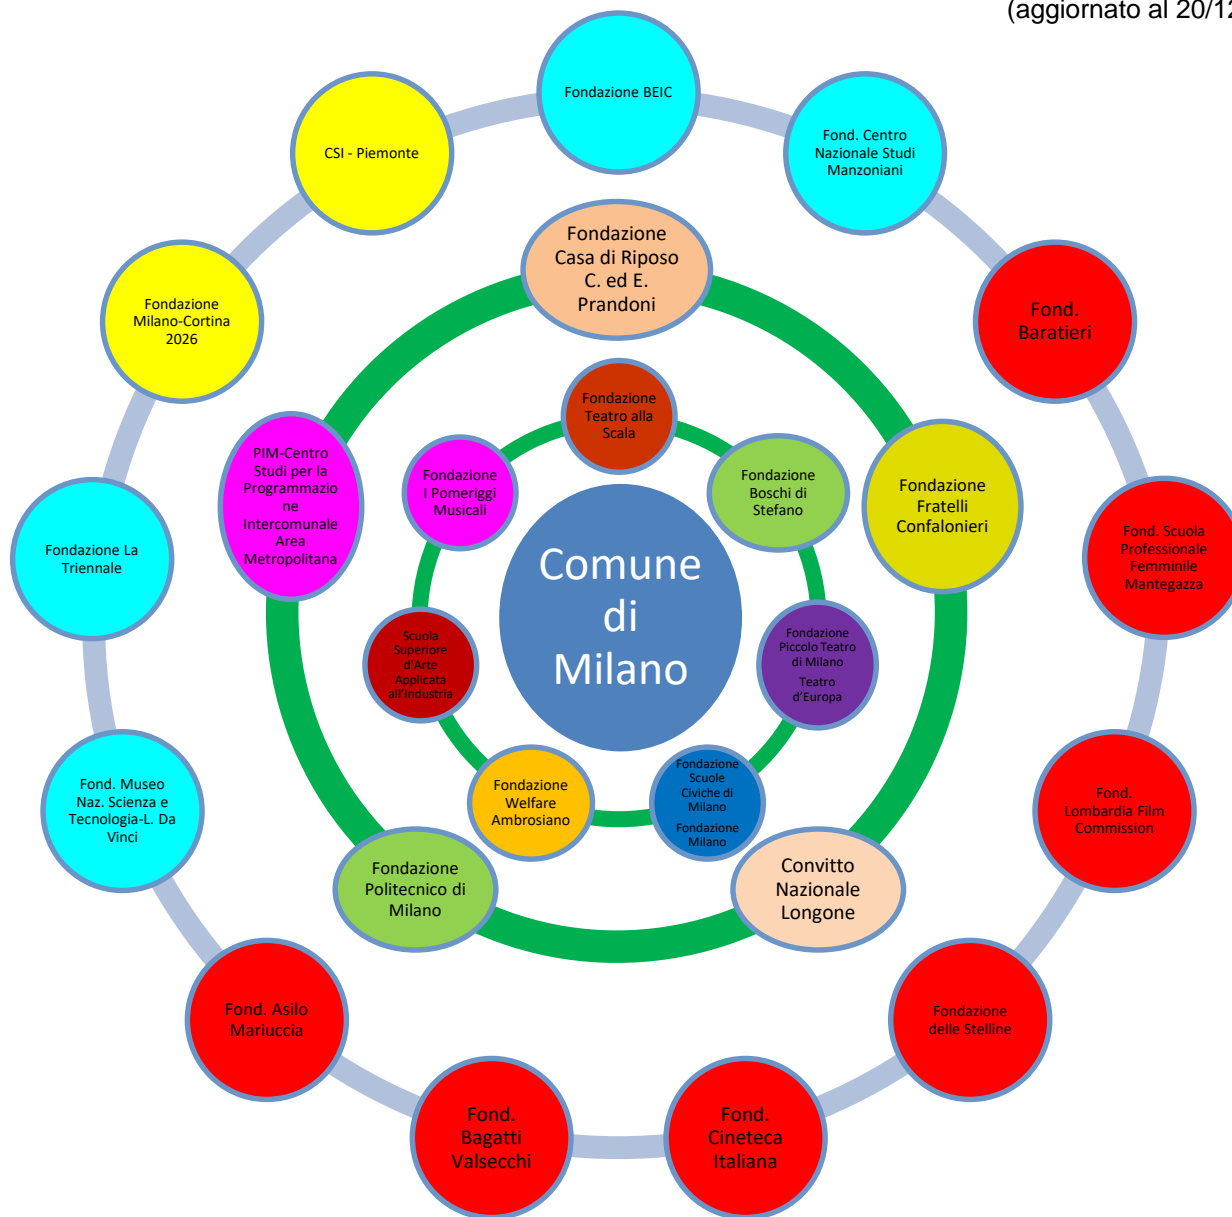 (aggiornato al 20/12
Fondazione BEIC
CSI - Piemonte
Fond. Centro
Nazionale Studi
Manzoniani
Fondazione
Casa di Riposo
C. ed E.
Prandoni
Fondazione
Milano-Cortina
2026
Fond.
Baratieri
Fondazione
Teatro alla
Scala
PIM-Centro
Studi per la
Programmazio
ne
Intercomunale
Area
Metropolitana
Fondazione
I Pomeriggi
Musicali
Fondazione
Boschi di
Stefano
Fondazione
Fratelli
Confalonieri
Fondazione La
Triennale
Fond. Scuola
Professionale
Femminile
Mantegazza
Comune
di
Milano
Scuola
Superiore
d'Arte
Applicata
all'Industria
Fondazione
Piccolo Teatro
di Milano
Teatro
d'Europa
Fond. Museo
Naz. Scienza e
Tecnologia-L. Da
Vinci
Fondazione
Welfare
Ambrosiano
Fondazione
Scuole
Civiche di
Milano
Fondazione
Milano
Fond.
Lombardia Film
Commission
Fondazione
Politecnico di
Milano
Convitto
Nazionale
Longone
Fond. Asilo
Mariuccia
Fondazione
delle Stelline
Fond.
Bagatti
Valsecchi
Fond.
Cineteca
Italiana